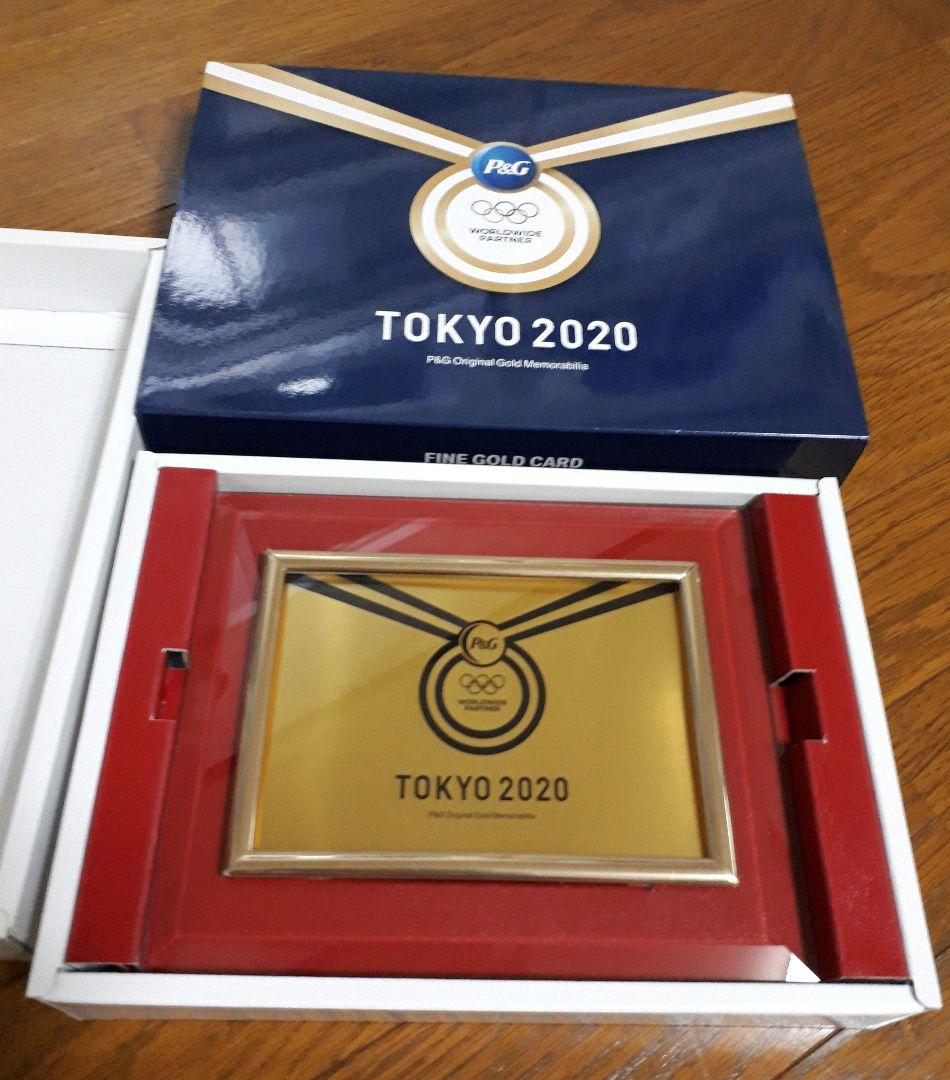 P&G
WORLDWIDE
PARTNER
TOKYO 2020
P&G Original Gold Memorabilia
FINE GOLD CARD
P&G
WORLDWIDE
PARTNER
TOKYO 2020
P&G Original Gold Memorabilia